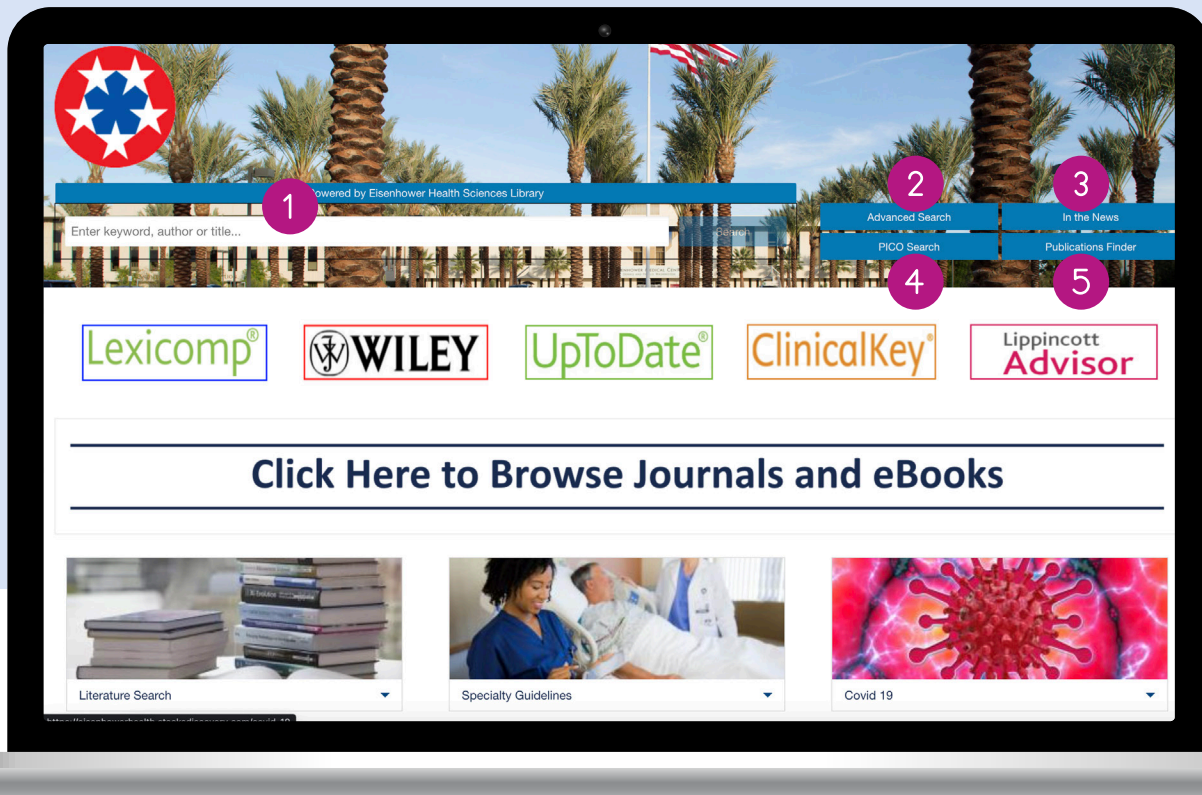 Powered by Eisenhower Health Sciences Library
1
Enter keyword, author or title...
Search
2
3
Advanced Search
In the News
PICO Search
Publications Finder
4
5
Lexicomp®
WILEY
UpToDate®
ClinicalKey®
Lippincott
Advisor
Click Here to Browse Journals and eBooks
Literature Search
Specialty Guidelines
Covid 19